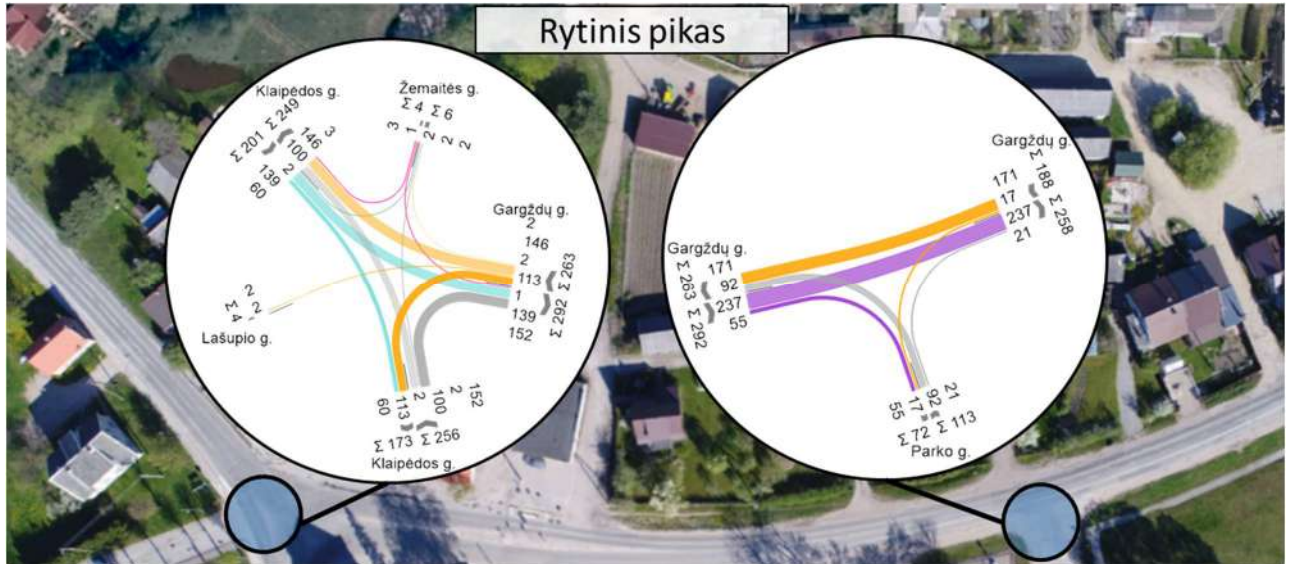 Rytinis pikas
Klaipėdos g.
Σ 201 Σ 249
139
60
2
100
146
3
Žemaitės g.
Σ 4 Σ 6
3
1
2
2
2
Gargždų g.
2
146
2
113
Σ 263
1
139
Σ 292
152
2
Σ 4
2
Lašupio g.
60
113
2
100
2
152
Σ 173 Σ 256
Klaipėdos g.
Gargždų g.
171
17
Σ 188
237
Σ 258
21
Gargždų g.
171
92
Σ 263
237
Σ 292
55
55
17
92
21
Σ 72 Σ 113
Parko g.